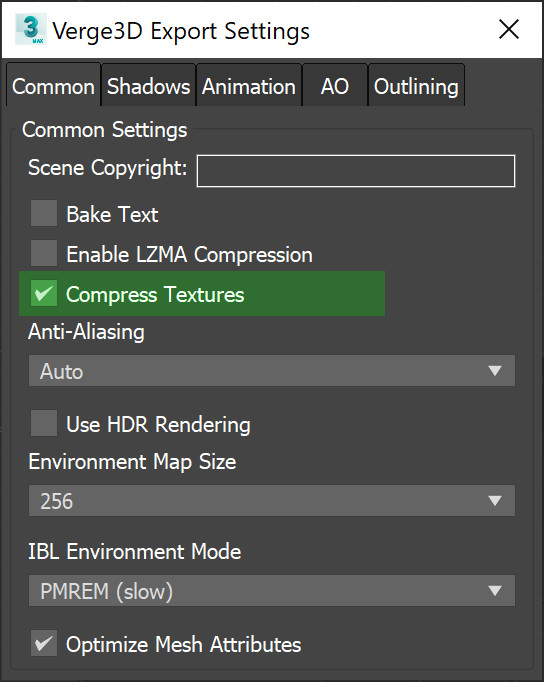 3
MAX
Verge3D Export Settings
Common Shadows Animation AO Outlining
Common Settings
Scene Copyright:
Bake Text
Enable LZMA Compression
Compress Textures
Anti-Aliasing
Auto
Use HDR Rendering
Environment Map Size
256
IBL Environment Mode
PMREM (slow)
Optimize Mesh Attributes